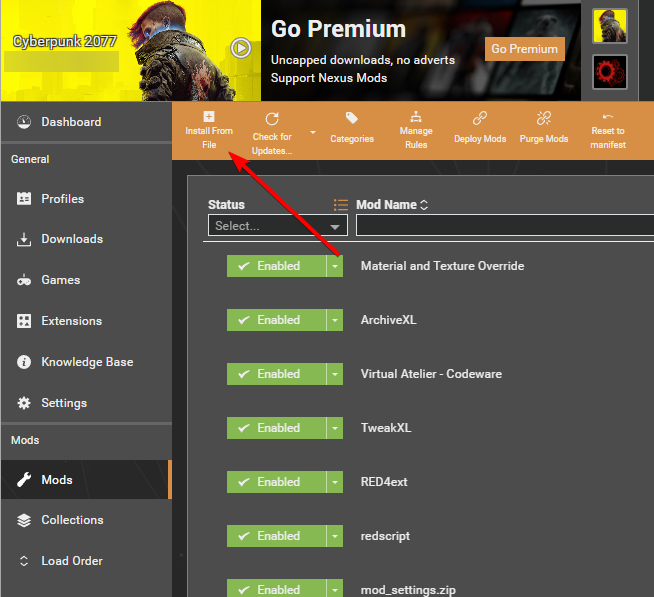 Cyberpunk 2077
Go Premium
Uncapped downloads, no adverts
Support Nexus Mods
Go Premium
Dashboard
General
Profiles
Downloads
Games
Extensions
Knowledge Base
Settings
Mods
Mods
Collections
Load Order
Install From
File
Check for
Updates...
Categories
Manage
Rules
Deploy Mods
Purge Mods
Reset to
manifest
Status
Mod Name
Select...
Enabled
Material and Texture Override
Enabled
ArchiveXL
Enabled
Virtual Atelier - Codeware
Enabled
TweakXL
Enabled
RED4ext
Enabled
redscript
Enabled
mod_settings.zip